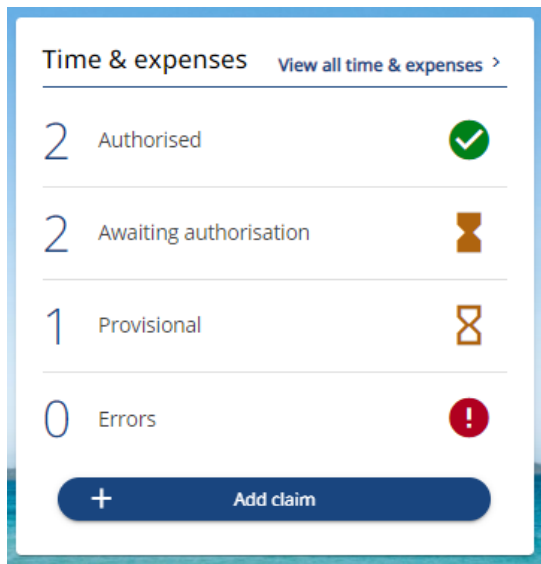 Time & expenses View all time & expenses >
2 Authorised
2 Awaiting authorisation
1 Provisional
0 Errors
+ Add claim